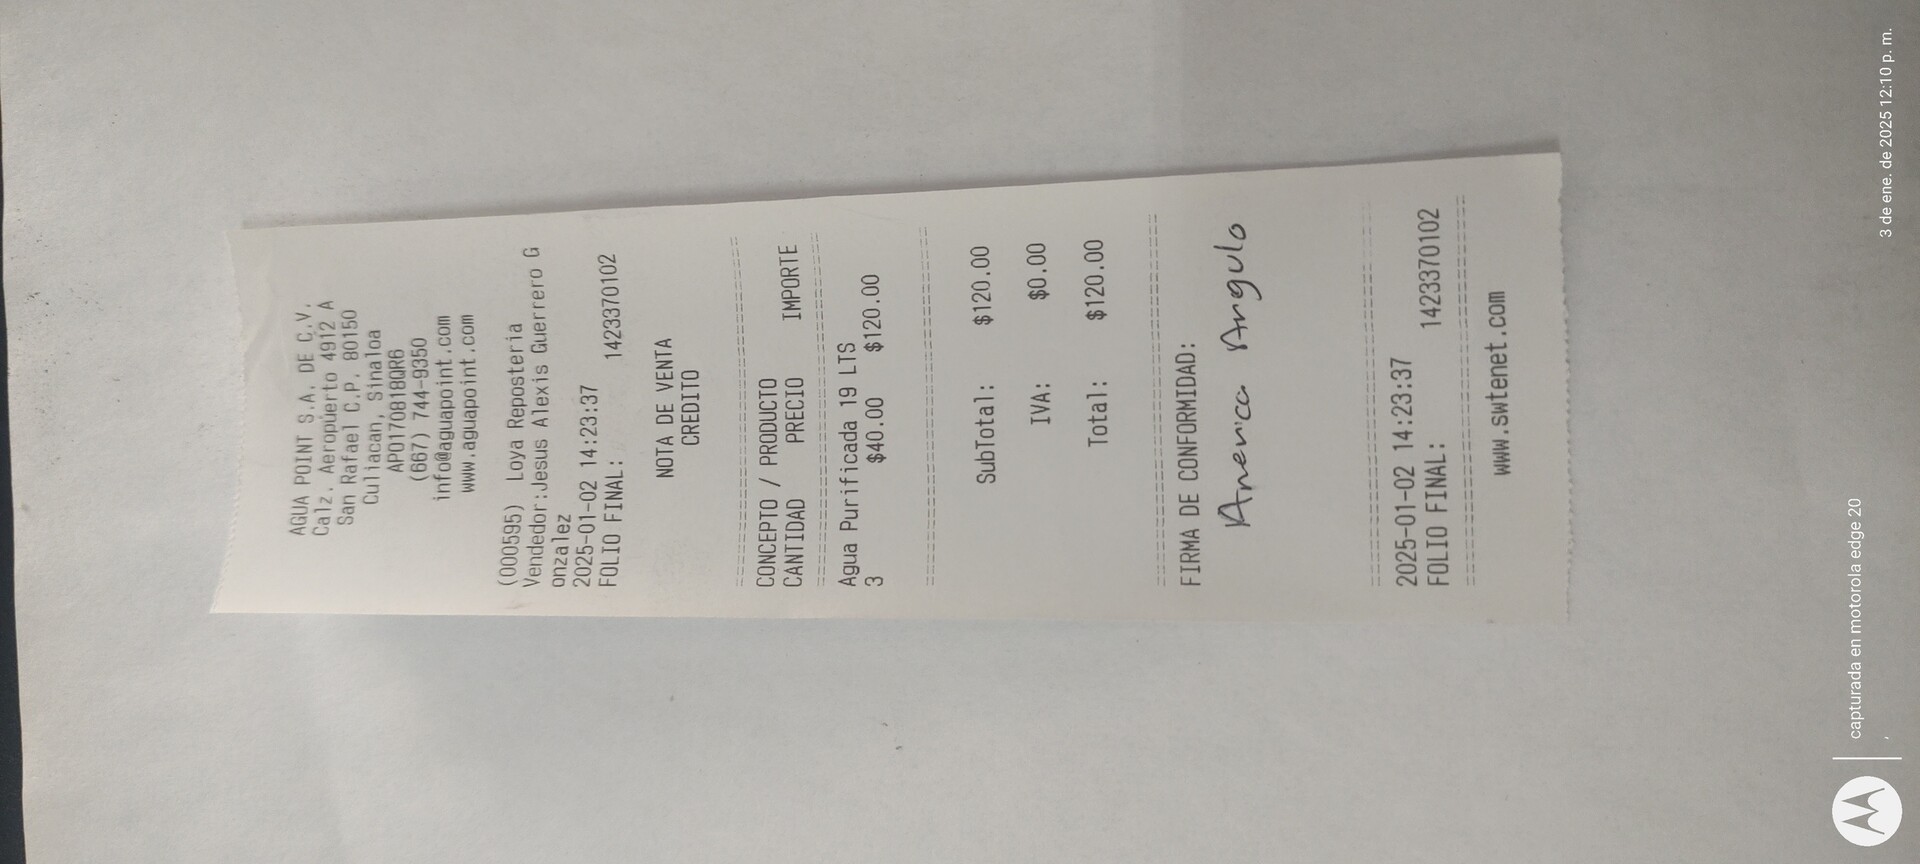 AGUA POINT S.A. DE C.V.
Calz. Aeropuerto 4912 A
San Rafael C.P. 80150
Culiacan, Sinaloa
APO170818QR6
(667) 744-9350
info@aguapoint.com
www.aguapoint.com
(000595) Loya Reposteria
Vendedor:Jesus Alexis Guerrero G
onzalez
2025-01-02 14:23:37
FOLIO FINAL: 1423370102
NOTA DE VENTA
CREDITO
================================
CONCEPTO / PRODUCTO
CANTIDAD PRECIO IMPORTE
================================
Agua Purificada 19 LTS
3 $40.00 $120.00
================================
SubTotal: $120.00
IVA: $0.00
Total: $120.00
================================
FIRMA DE CONFORMIDAD:
America Angulo
================================
2025-01-02 14:23:37
FOLIO FINAL: 1423370102
================================
www.swtenet.com
capturada en motorola edge 20
3 de ene. de 2025 12:10 p. m.